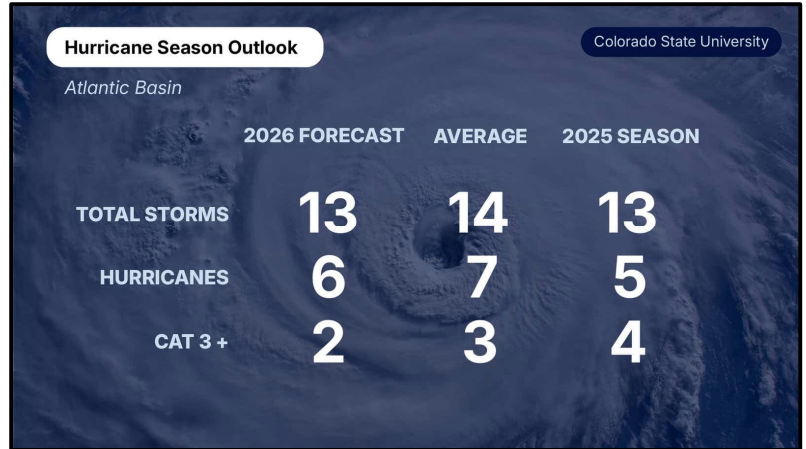 Hurricane Season Outlook
Colorado State University
Atlantic Basin
2026 FORECAST AVERAGE 2025 SEASON
TOTAL STORMS 13 14 13
HURRICANES 6 7 5
CAT 3 + 2 3 4